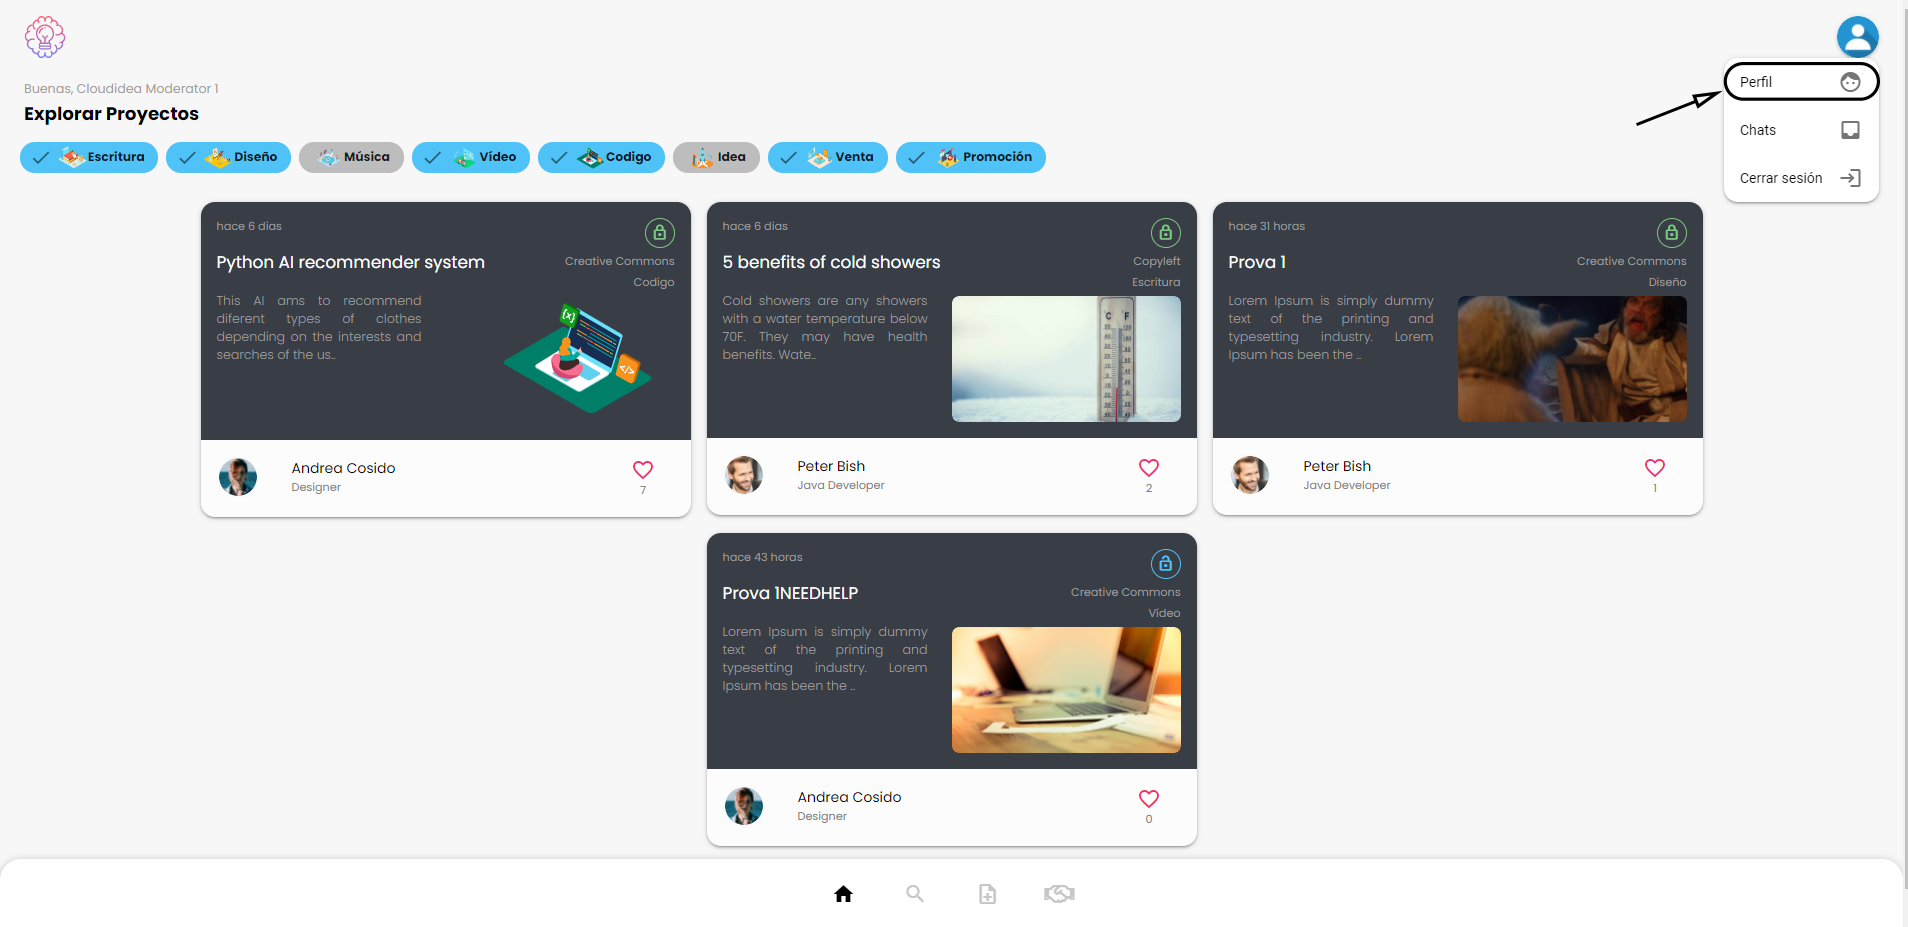 Buenas, Cloudidea Moderator 1
Explorar Proyectos
Perfil
Chats
Cerrar sesión
Escritura
Diseño
Música
Vídeo
Codigo
Idea
Venta
Promoción
hace 6 dias
Python AI recommender system
Creative Commons
Codigo
This AI ams to recommend
diferent types of clothes
depending on the interests and
searches of the us..
[x]
</>
Andrea Cosido
Designer
7
hace 6 dias
5 benefits of cold showers
Copyleft
Escritura
Cold showers are any showers
with a water temperature below
70F. They may have health
benefits. Wate..
C F
Peter Bish
Java Developer
2
hace 31 horas
Prova 1
Creative Commons
Diseño
Lorem Ipsum is simply dummy
text of the printing and
typesetting industry. Lorem
Ipsum has been the ..
Peter Bish
Java Developer
1
hace 43 horas
Prova 1NEEDHELP
Creative Commons
Vídeo
Lorem Ipsum is simply dummy
text of the printing and
typesetting industry. Lorem
Ipsum has been the ..
Andrea Cosido
Designer
0